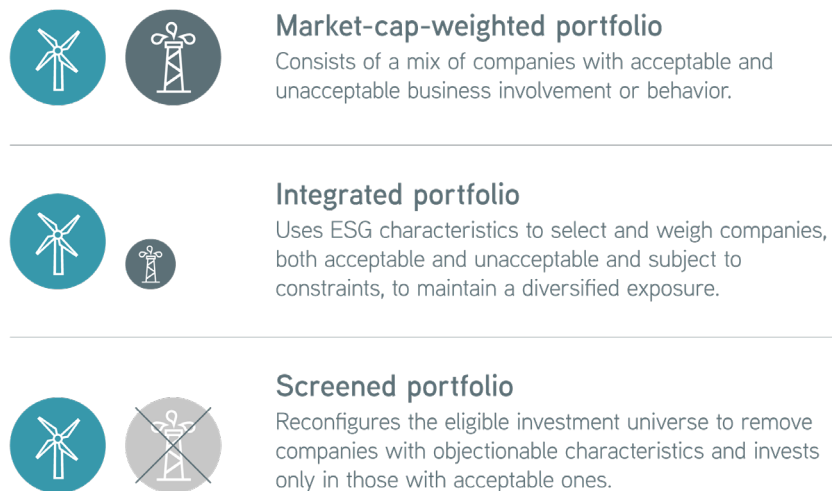 Market-cap-weighted portfolio
Consists of a mix of companies with acceptable and
unacceptable business involvement or behavior.
Integrated portfolio
Uses ESG characteristics to select and weigh companies,
both acceptable and unacceptable and subject to
constraints, to maintain a diversified exposure.
Screened portfolio
Reconfigures the eligible investment universe to remove
companies with objectionable characteristics and invests
only in those with acceptable ones.